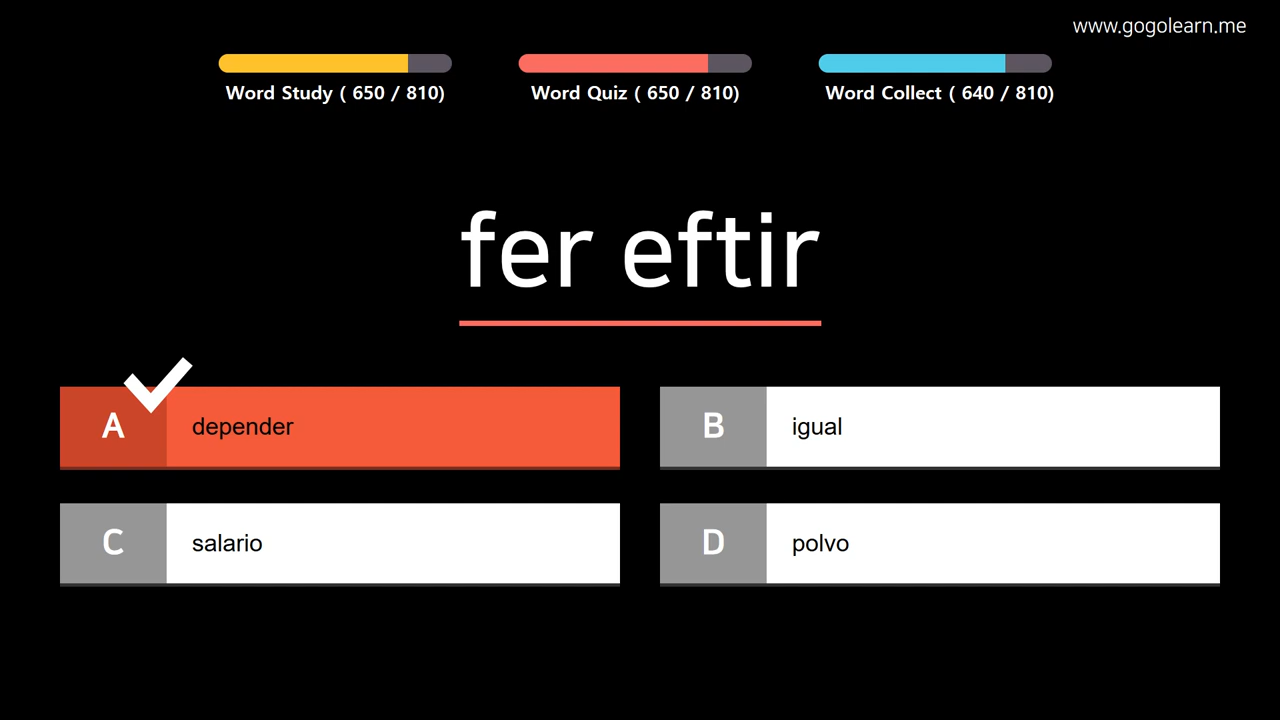 www.gogolearn.me
Word Study ( 650 / 810)
Word Quiz ( 650 / 810)
Word Collect ( 640 / 810)
fer eftir
A depender
B igual
C salario
D polvo